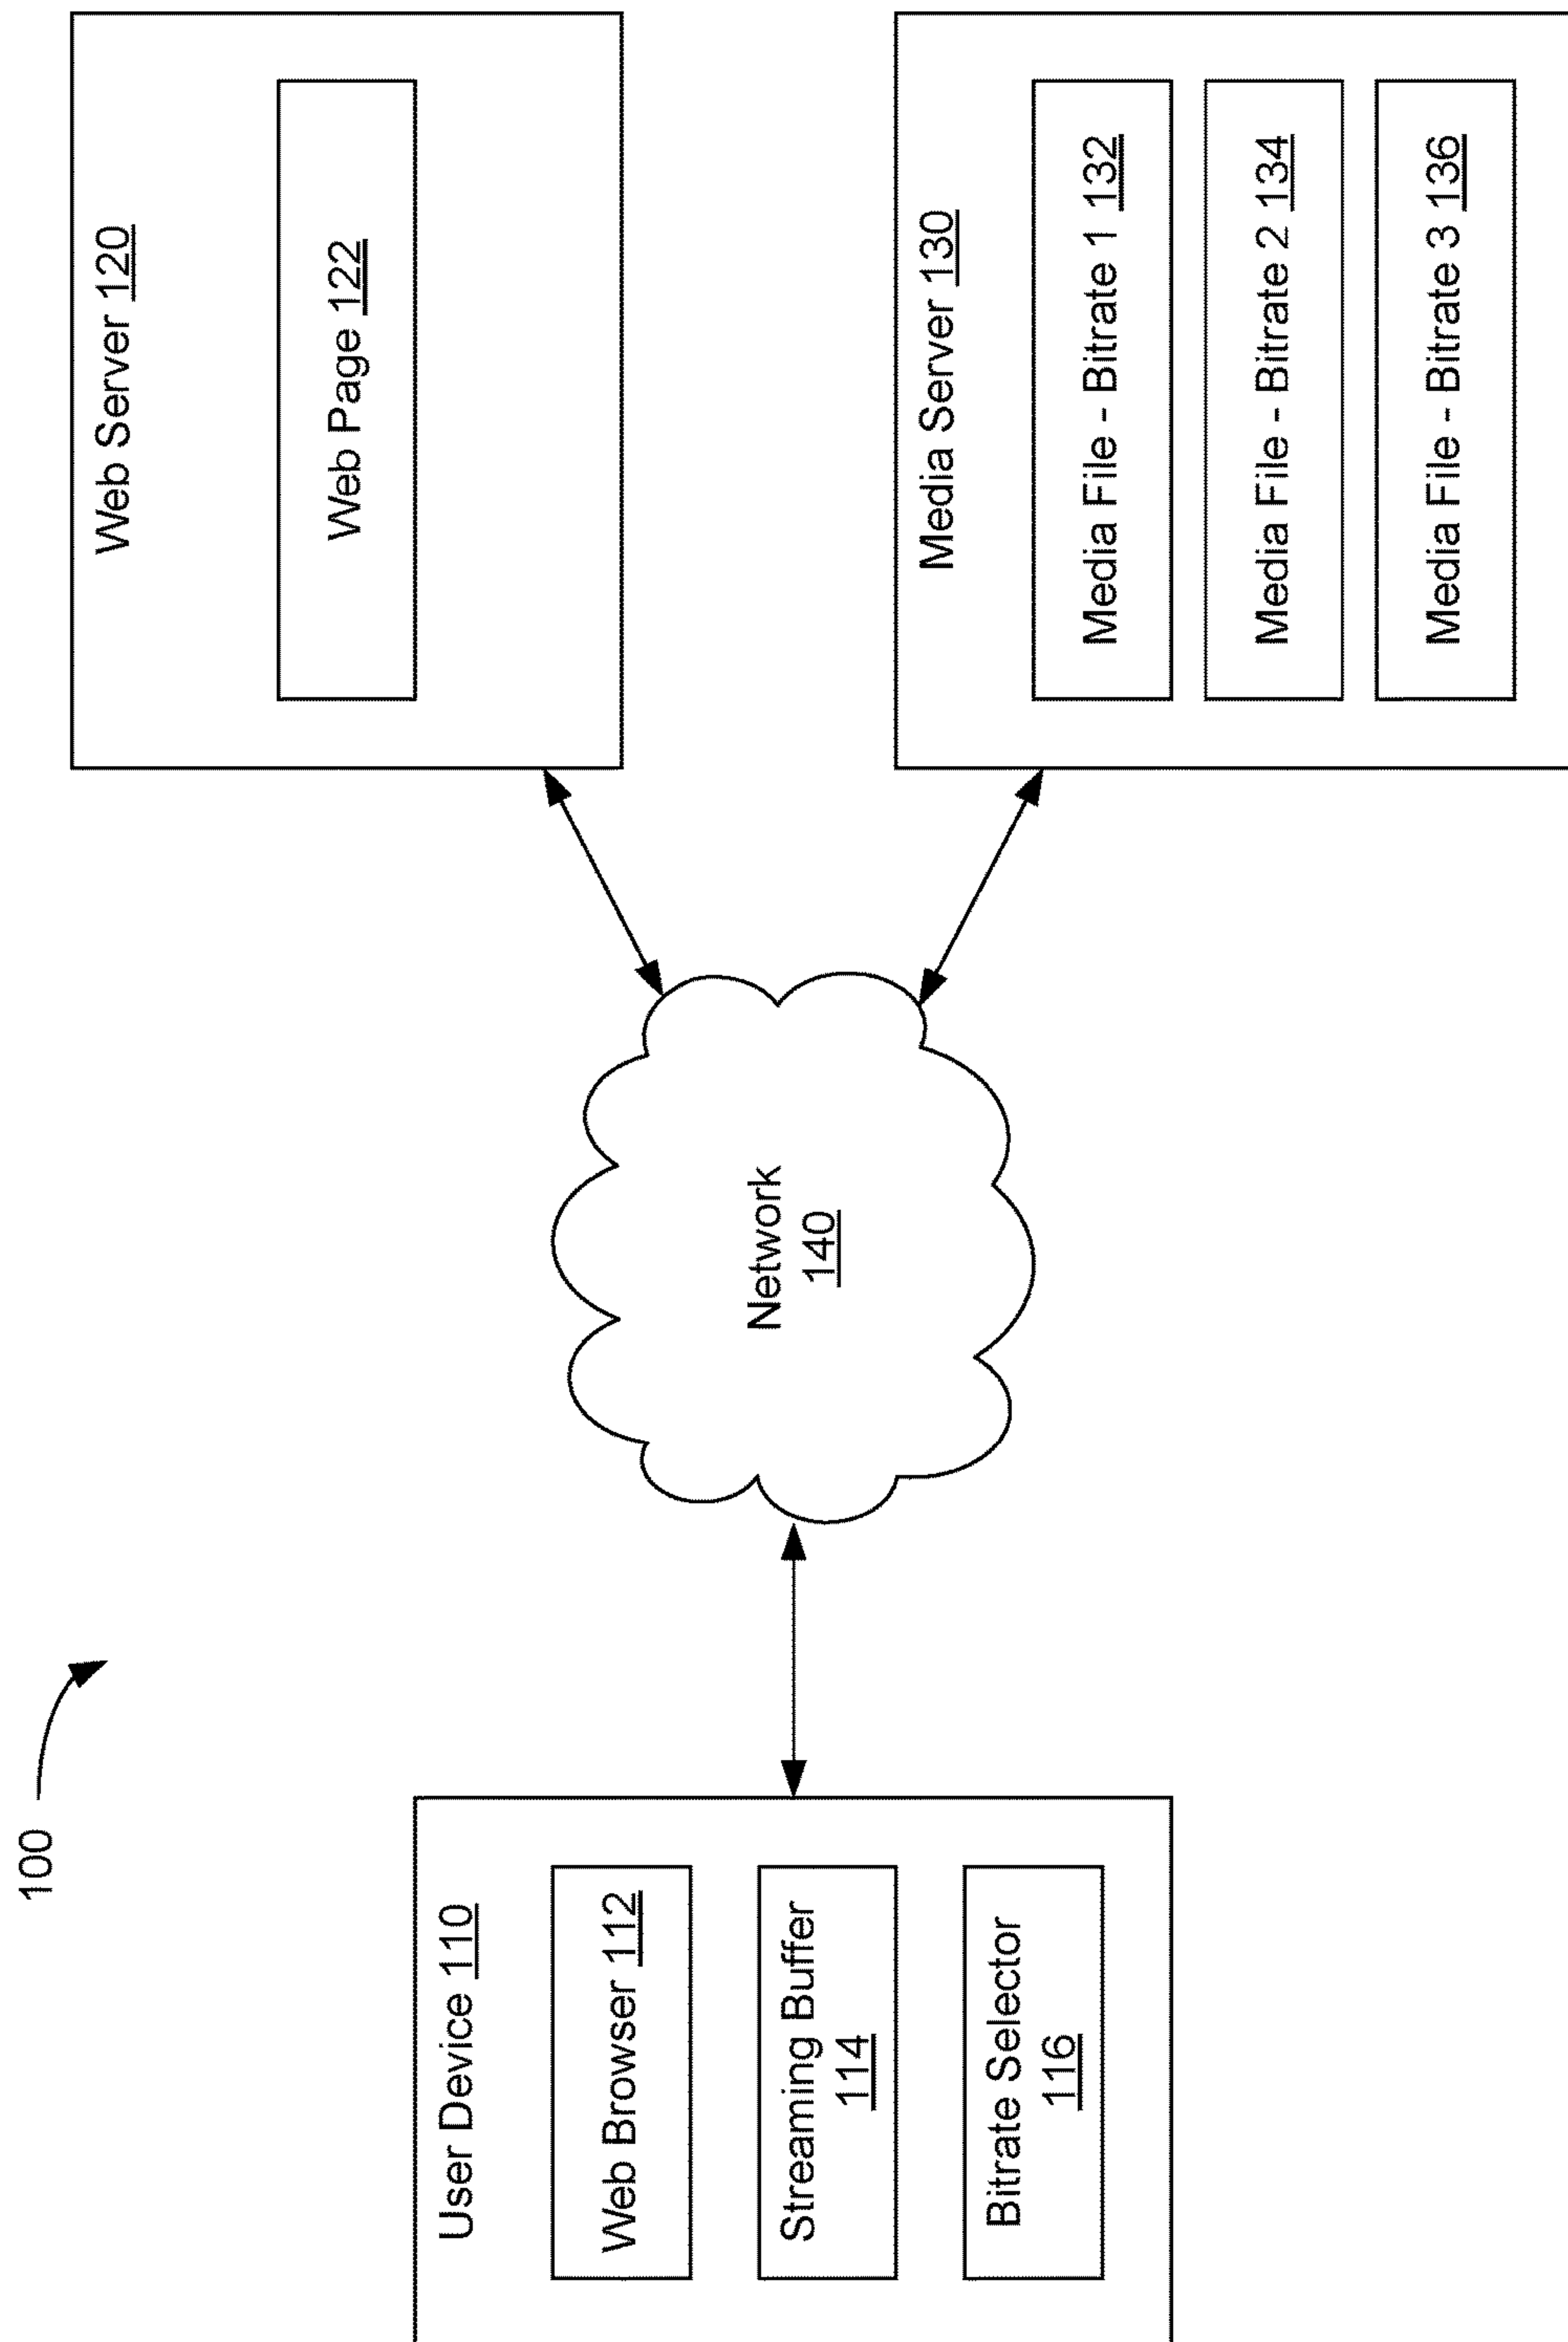 100
User Device 110
Web Browser 112
Streaming Buffer
114
Bitrate Selector
116
Network
140
Web Server 120
Web Page 122
Media Server 130
Media File - Bitrate 1 132
Media File - Bitrate 2 134
Media File - Bitrate 3 136